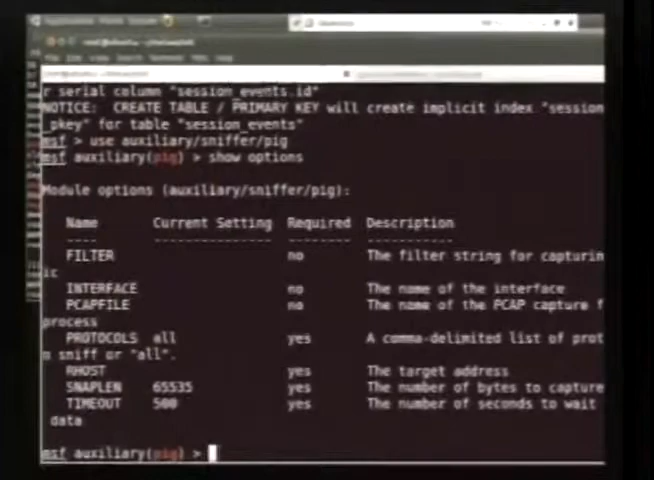 r serial column "session_events.id"
NOTICE:  CREATE TABLE / PRIMARY KEY will create implicit index "session
_pkey" for table "session_events"
msf > use auxiliary/sniffer/pig
msf auxiliary(pig) > show options
Module options (auxiliary/sniffer/pig):
Name Current Setting Required Description
---- --------------- -------- -----------
FILTER no The filter string for capturin
ic
INTERFACE no The name of the interface
PCAPFILE no The name of the PCAP capture f
process
PROTOCOLS all yes A comma-delimited list of prot
o sniff or "all".
RHOST yes The target address
SNAPLEN 65535 yes The number of bytes to capture
TIMEOUT 500 yes The number of seconds to wait
data
msf auxiliary(pig) >